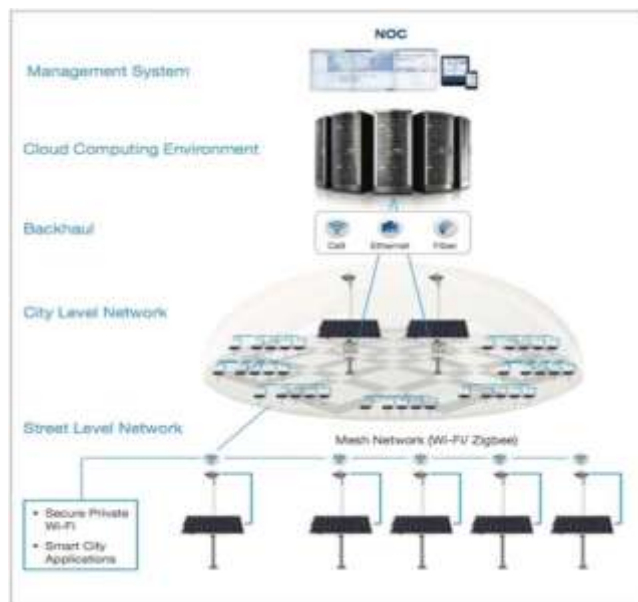 NOC
Management System
Cloud Computing Environment
Backhaul
Cell Ethernet Fiber
City Level Network
Street Level Network
Mesh Network (Wi-Fi/ Zigbee)
• Secure Private
Wi-Fi
• Smart City
Applications